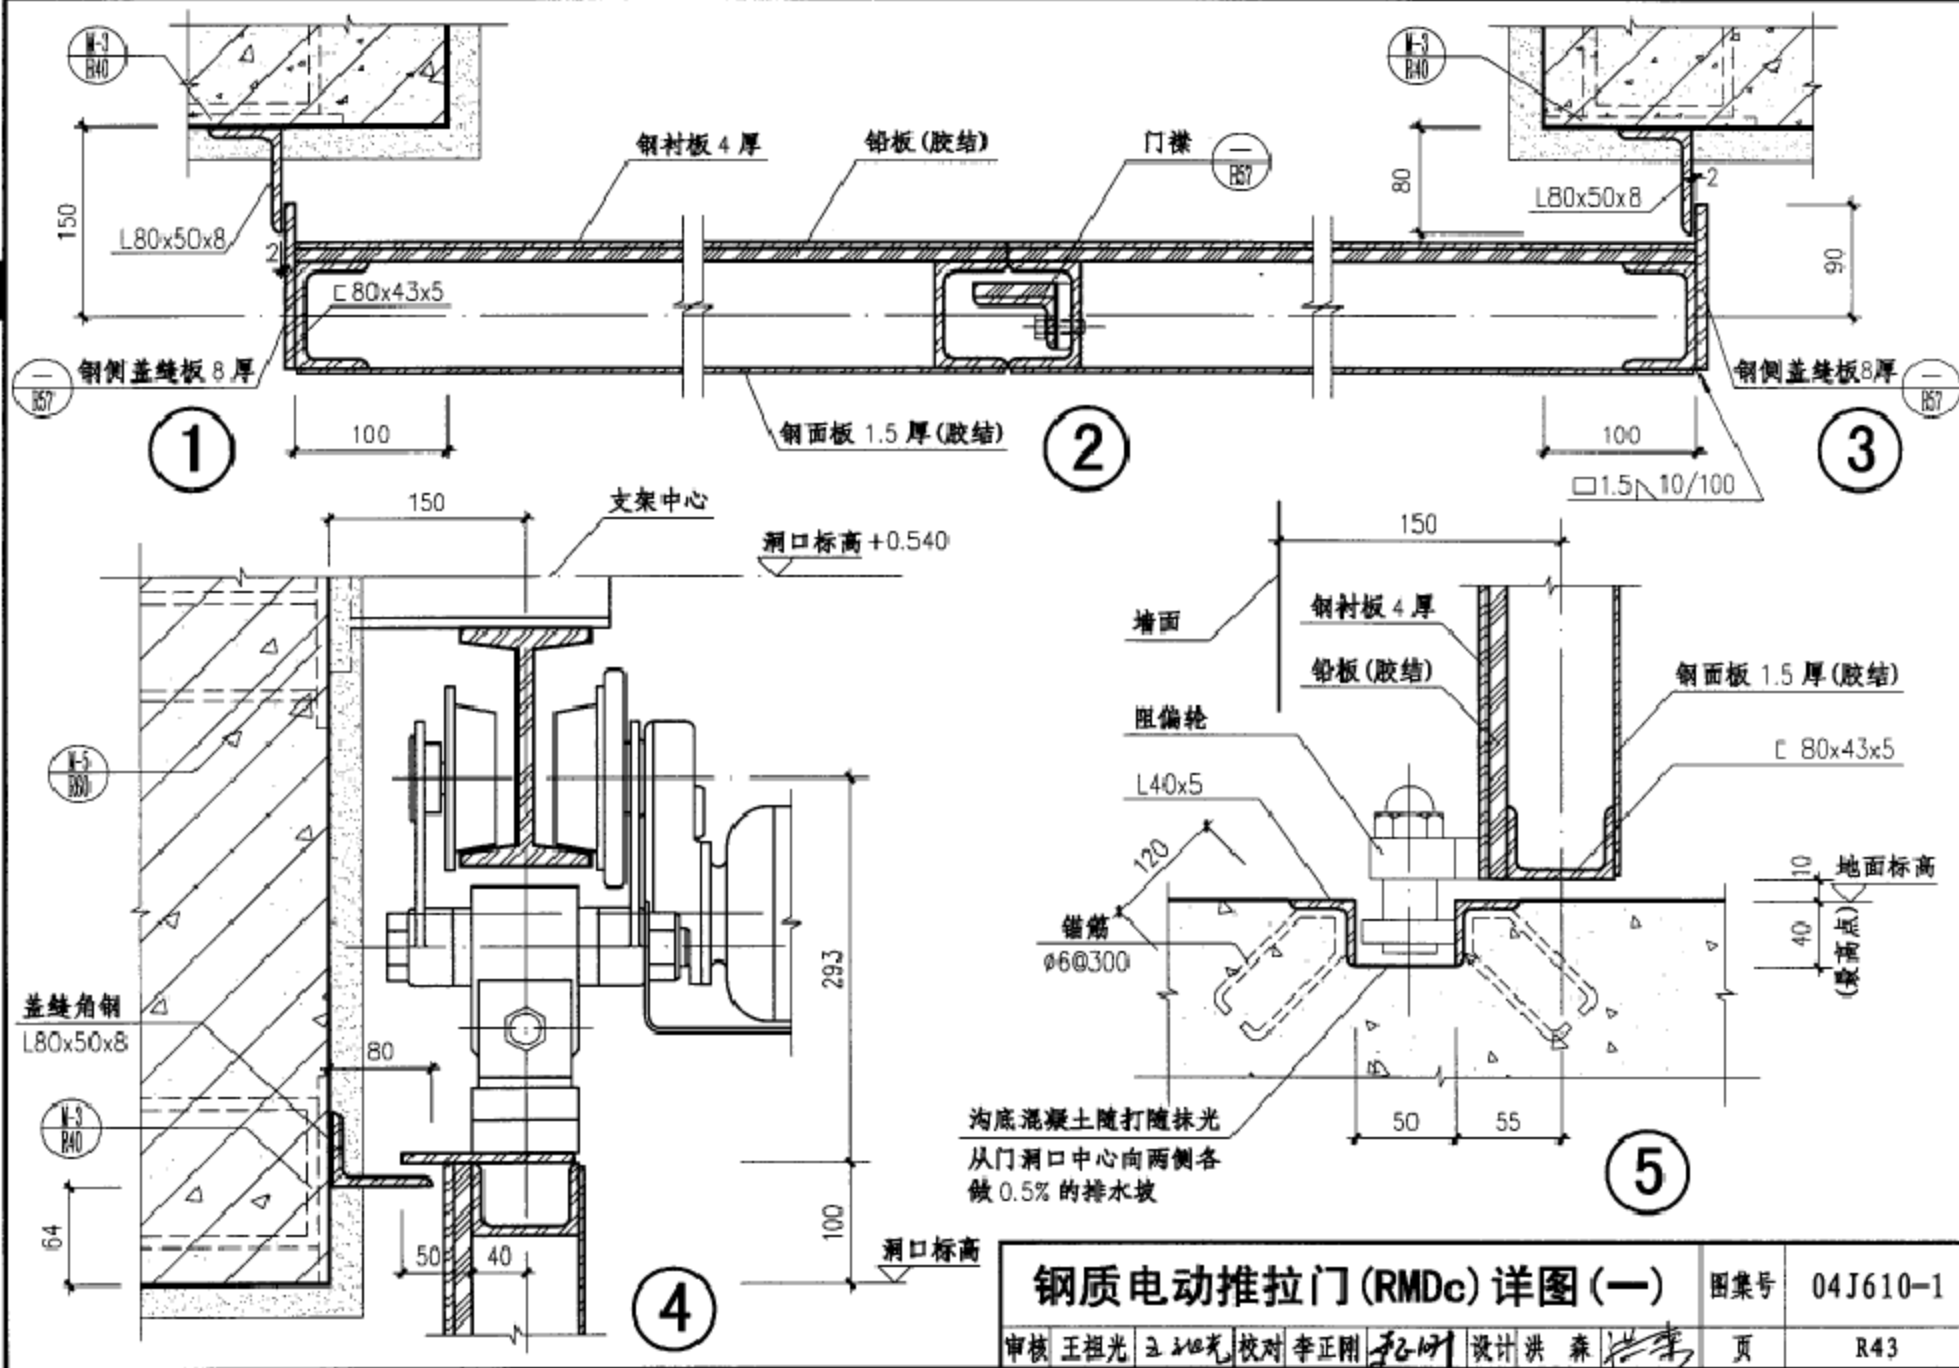 M-3
R40
150
L80x50x8
2
钢衬板 4 厚
铅板(胶结)
门襟
—
R57
M-3
R40
80
L80x50x8
2
90
⊏80x43x5
钢侧盖缝板 8 厚
—
R57
①
100
钢面板 1.5 厚(胶结)
②
钢侧盖缝板8厚
—
R57
100
③
1.5 10/100
150
支架中心
洞口标高+0.540
M-5
R60
盖缝角钢
L80x50x8
80
M-3
R40
64
50
40
293
100
洞口标高
④
150
墙面
钢衬板 4 厚
铅板(胶结)
钢面板 1.5 厚(胶结)
阻偏轮
⊏ 80x43x5
L40x5
120
锚筋
ø6@300
10
地面标高
40
(最高点)
沟底混凝土随打随抹光
从门洞口中心向两侧各
做 0.5% 的排水坡
50
55
⑤
钢质电动推拉门(RMDc)详图(一)
图集号
04J610-1
审核 王祖光 校对 李正刚 设计 洪 森
页
R43